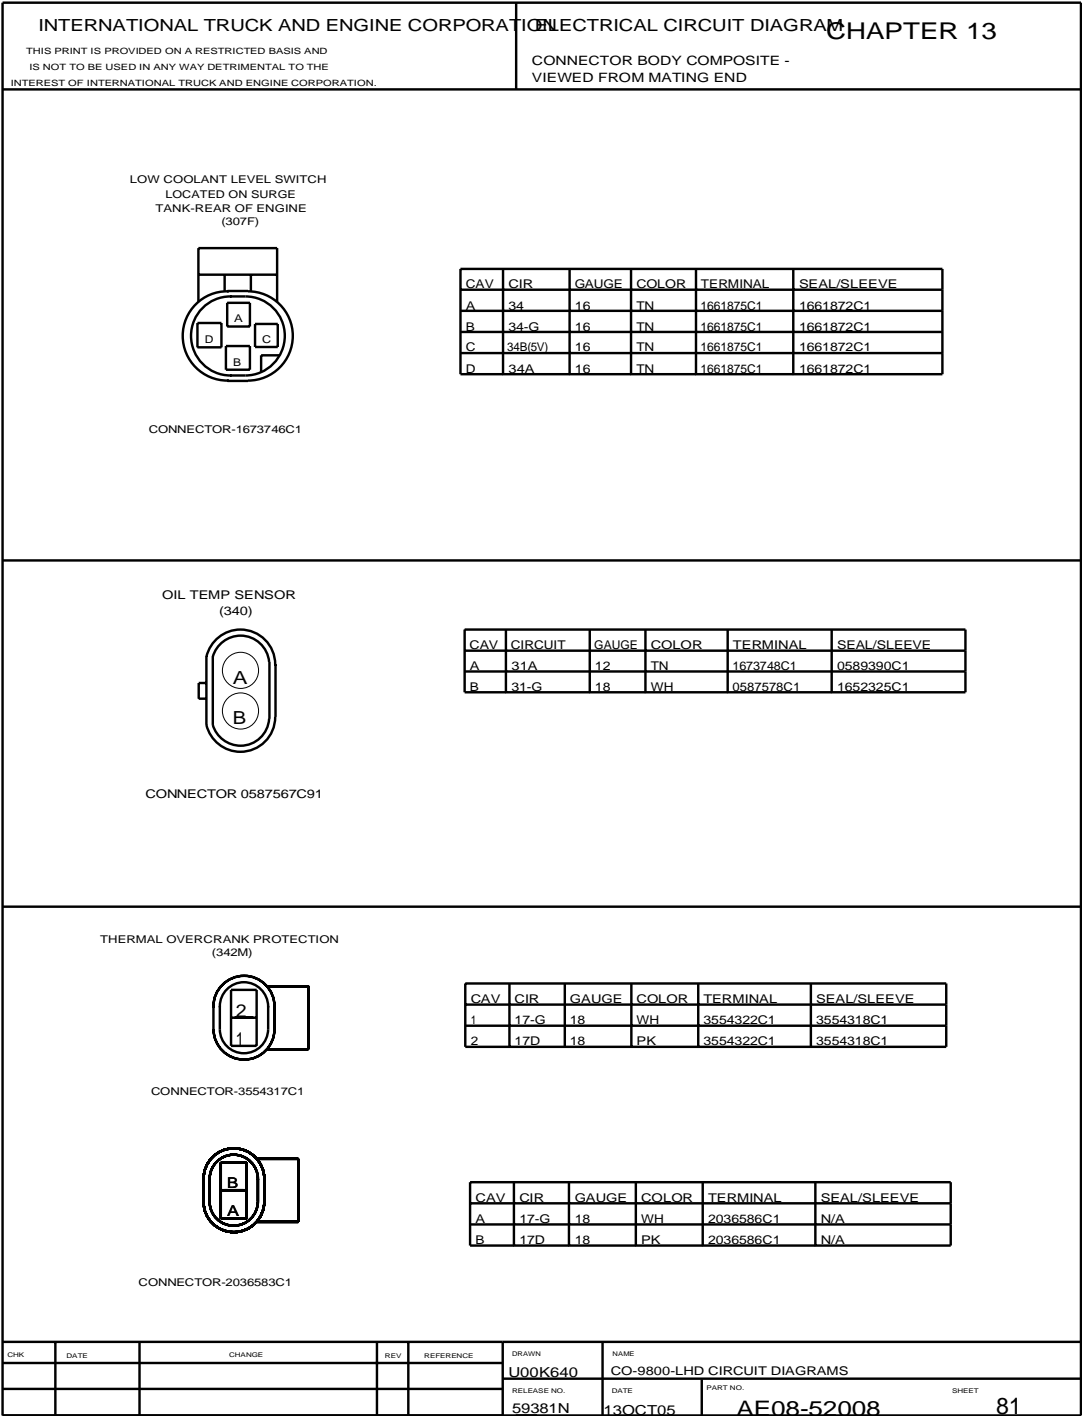 INTERNATIONAL TRUCK AND ENGINE CORPORATION
THIS PRINT IS PROVIDED ON A RESTRICTED BASIS AND
IS NOT TO BE USED IN ANY WAY DETRIMENTAL TO THE
INTEREST OF INTERNATIONAL TRUCK AND ENGINE CORPORATION.
ELECTRICAL CIRCUIT DIAGRAM
CHAPTER 13
CONNECTOR BODY COMPOSITE -
VIEWED FROM MATING END
LOW COOLANT LEVEL SWITCH
LOCATED ON SURGE
TANK-REAR OF ENGINE
(307F)
A
D C
B
CONNECTOR-1673746C1
CAV CIR GAUGE COLOR TERMINAL SEAL/SLEEVE
A 34 16 TN 1661875C1 1661872C1
B 34-G 16 TN 1661875C1 1661872C1
C 34B(5V) 16 TN 1661875C1 1661872C1
D 34A 16 TN 1661875C1 1661872C1
OIL TEMP SENSOR
(340)
A
B
CONNECTOR 0587567C91
CAV CIRCUIT GAUGE COLOR TERMINAL SEAL/SLEEVE
A 31A 12 TN 1673748C1 0589390C1
B 31-G 18 WH 0587578C1 1652325C1
THERMAL OVERCRANK PROTECTION
(342M)
2
1
CONNECTOR-3554317C1
CAV CIR GAUGE COLOR TERMINAL SEAL/SLEEVE
1 17-G 18 WH 3554322C1 3554318C1
2 17D 18 PK 3554322C1 3554318C1
B
A
CONNECTOR-2036583C1
CAV CIR GAUGE COLOR TERMINAL SEAL/SLEEVE
A 17-G 18 WH 2036586C1 N/A
B 17D 18 PK 2036586C1 N/A
CHK DATE CHANGE REV REFERENCE
DRAWN
U00K640
NAME
CO-9800-LHD CIRCUIT DIAGRAMS
RELEASE NO.
59381N
DATE
13OCT05
PART NO.
AE08-52008
SHEET
81